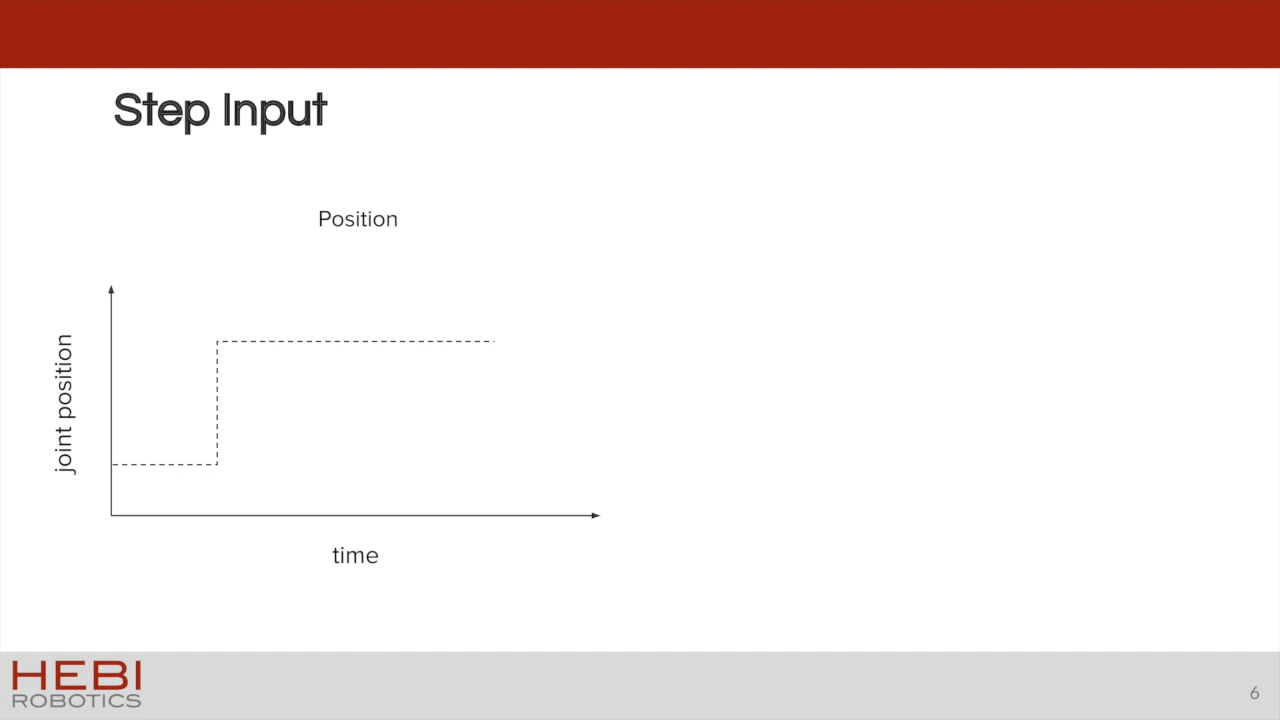 Step Input
Position
joint position
time
HEBI
ROBOTICS
6